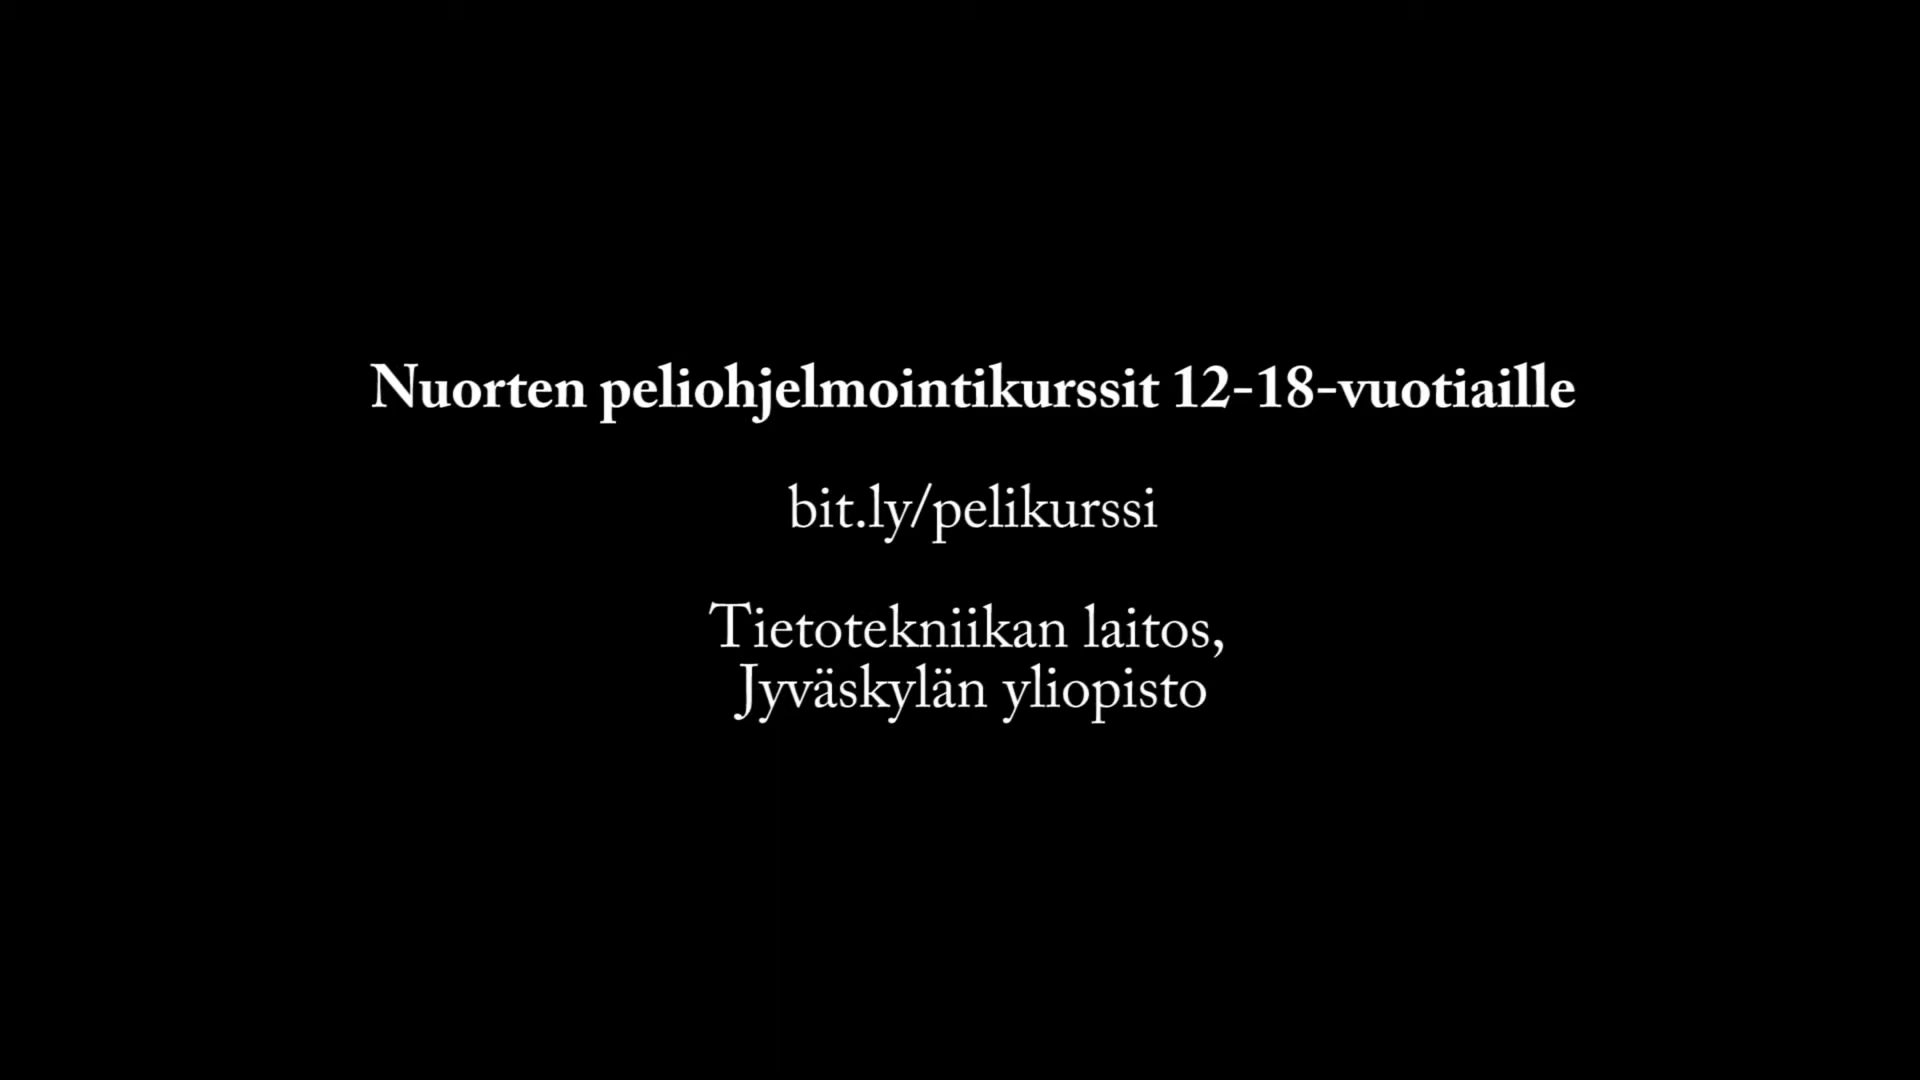 Nuorten peliohjelmointikurssit 12-18-vuotiaille
bit.ly/pelikurssi
Tietotekniikan laitos,
Jyväskylän yliopisto